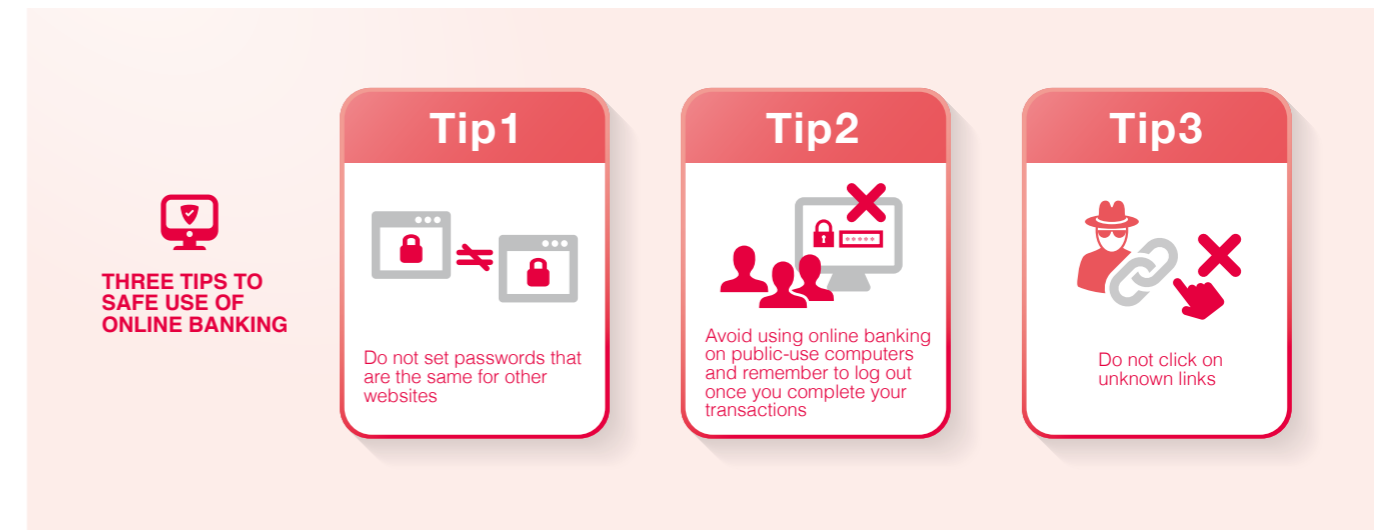 THREE TIPS TO
SAFE USE OF
ONLINE BANKING
Tip1
Do not set passwords that
are the same for other
websites
Tip2
Avoid using online banking
on public-use computers
and remember to log out
once you complete your
transactions
Tip3
Do not click on
unknown links